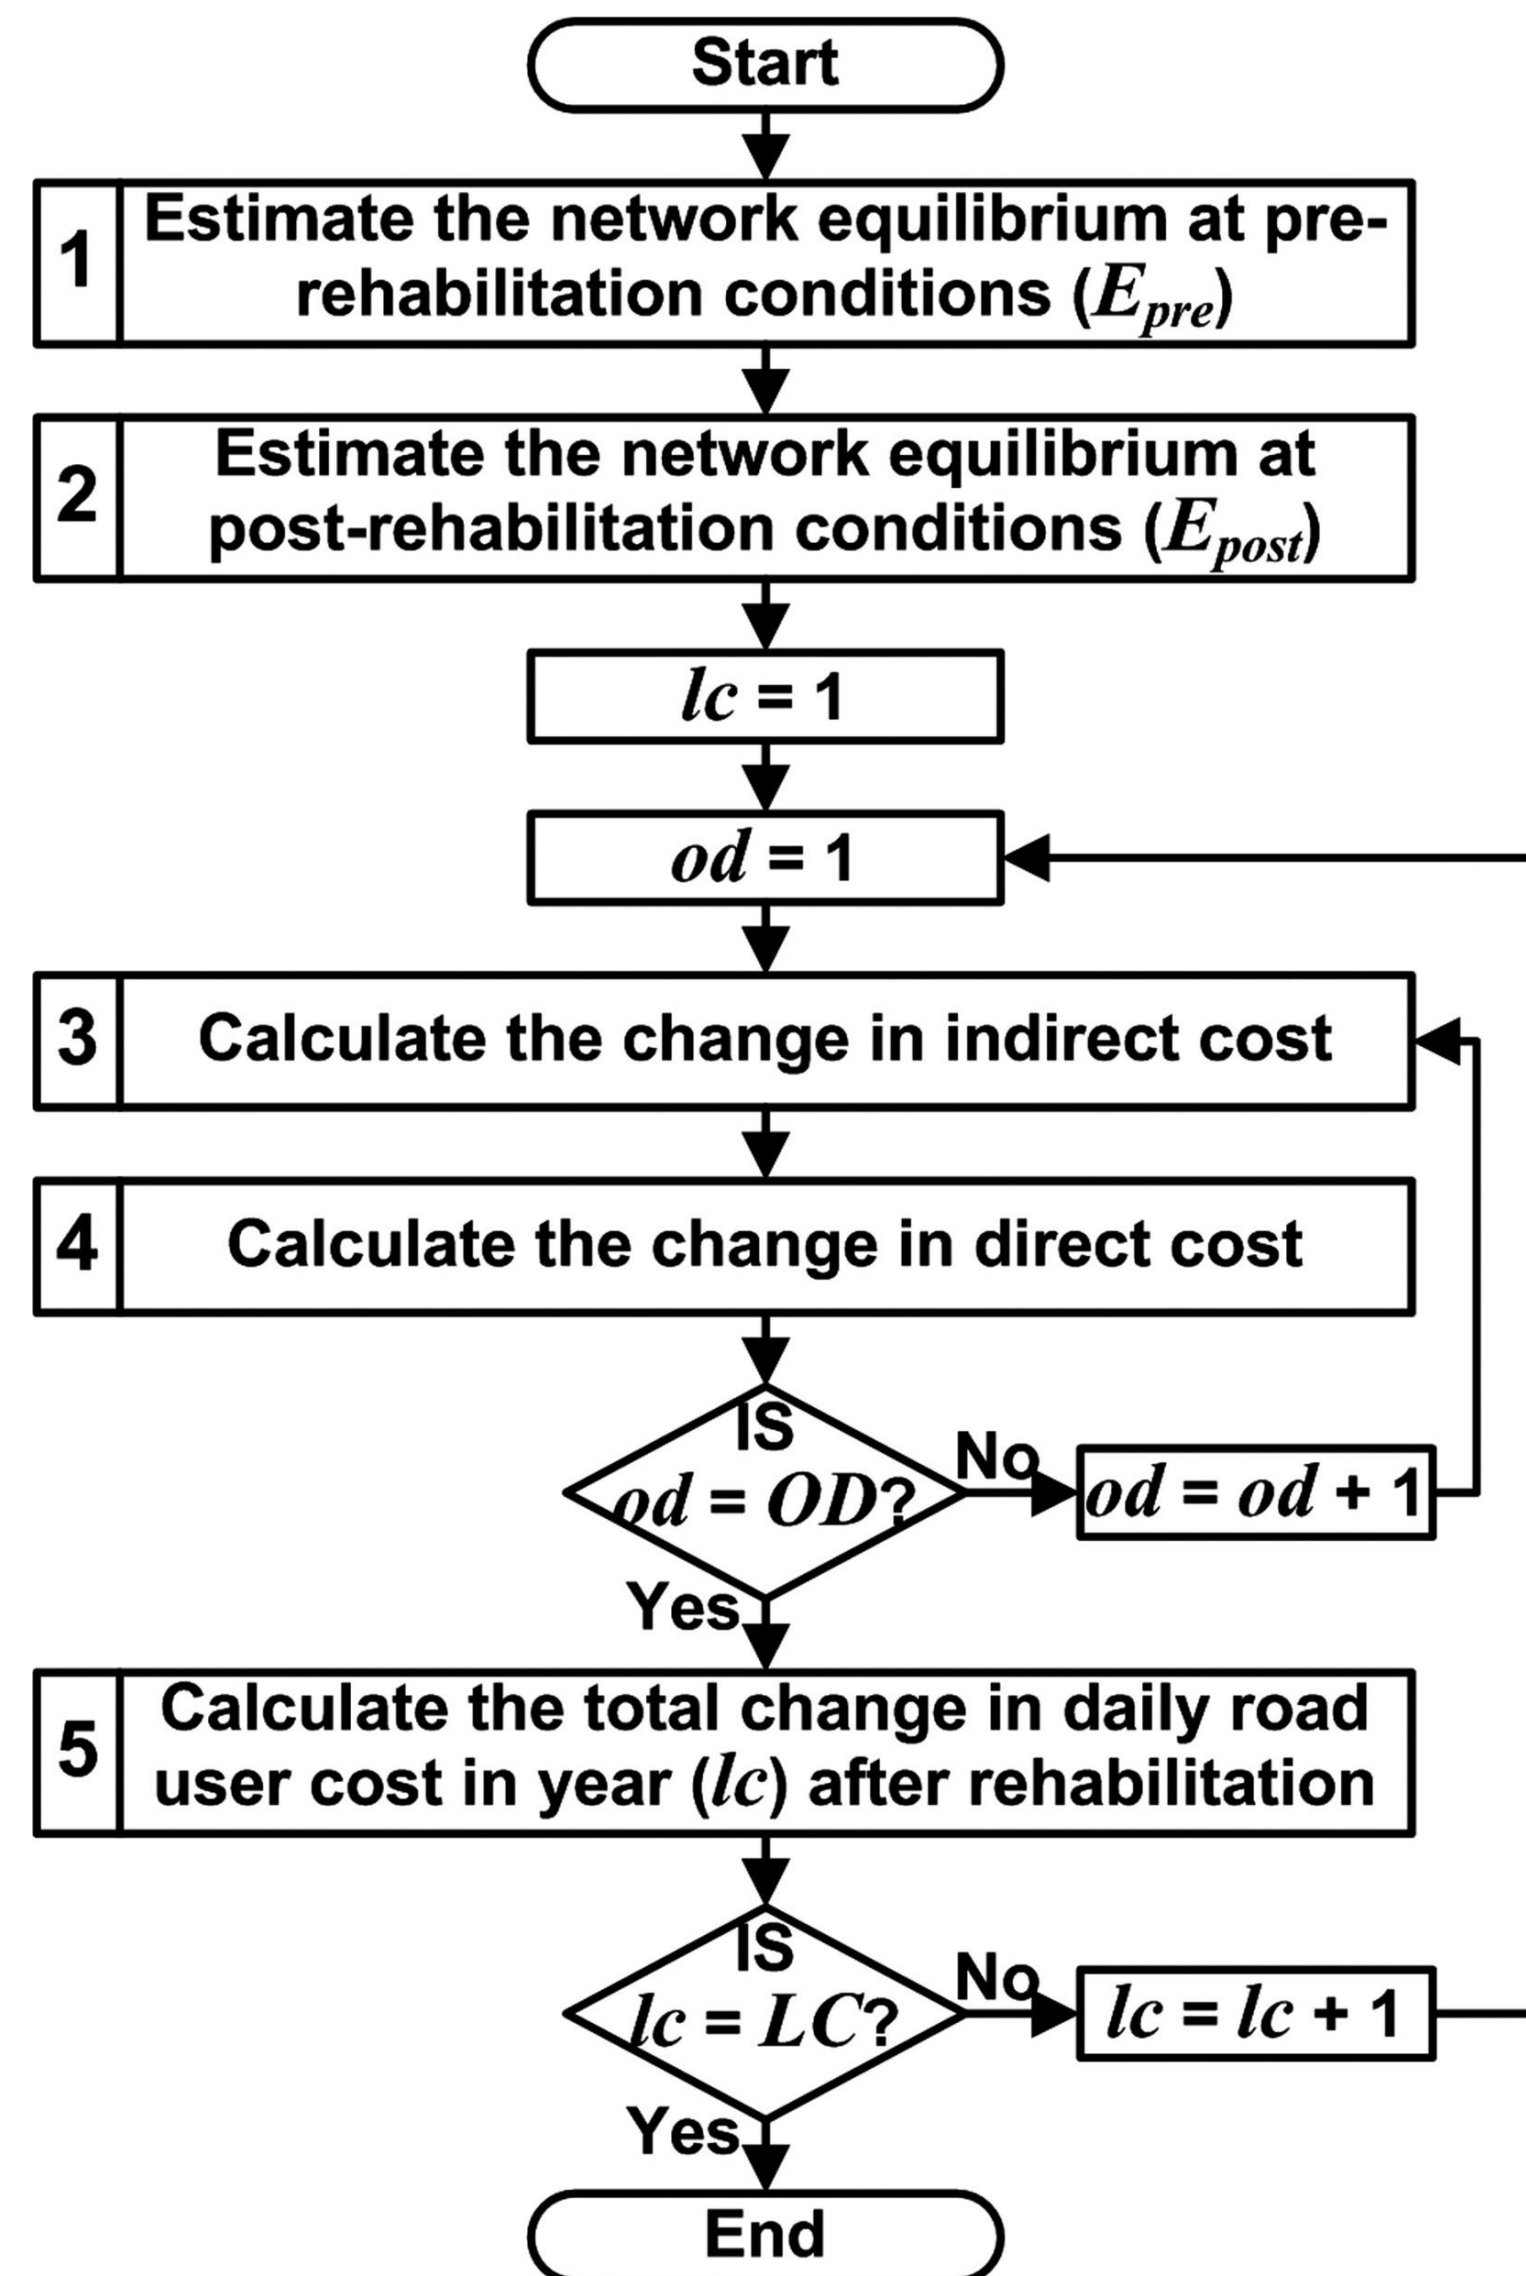 Start
1
Estimate the network equilibrium at pre-
rehabilitation conditions (E_pre)
2
Estimate the network equilibrium at
post-rehabilitation conditions (E_post)
lc = 1
od = 1
3
Calculate the change in indirect cost
4
Calculate the change in direct cost
IS
od = OD?
No
od = od + 1
Yes
5
Calculate the total change in daily road
user cost in year (lc) after rehabilitation
IS
lc = LC?
No
lc = lc + 1
Yes
End